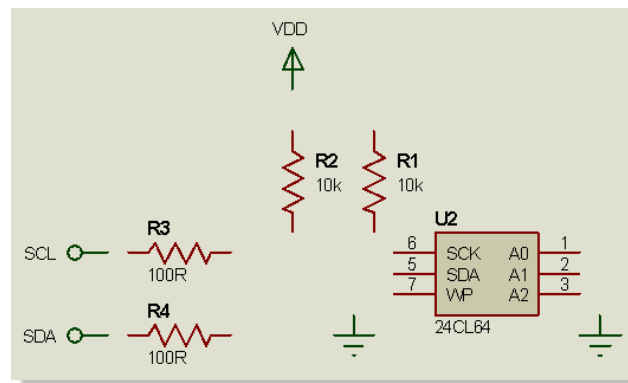 VDD
R2
10k
R1
10k
R3
100R
SCL
R4
100R
SDA
U2
6 SCK A0 1
5 SDA A1 2
7 WP A2 3
24CL64